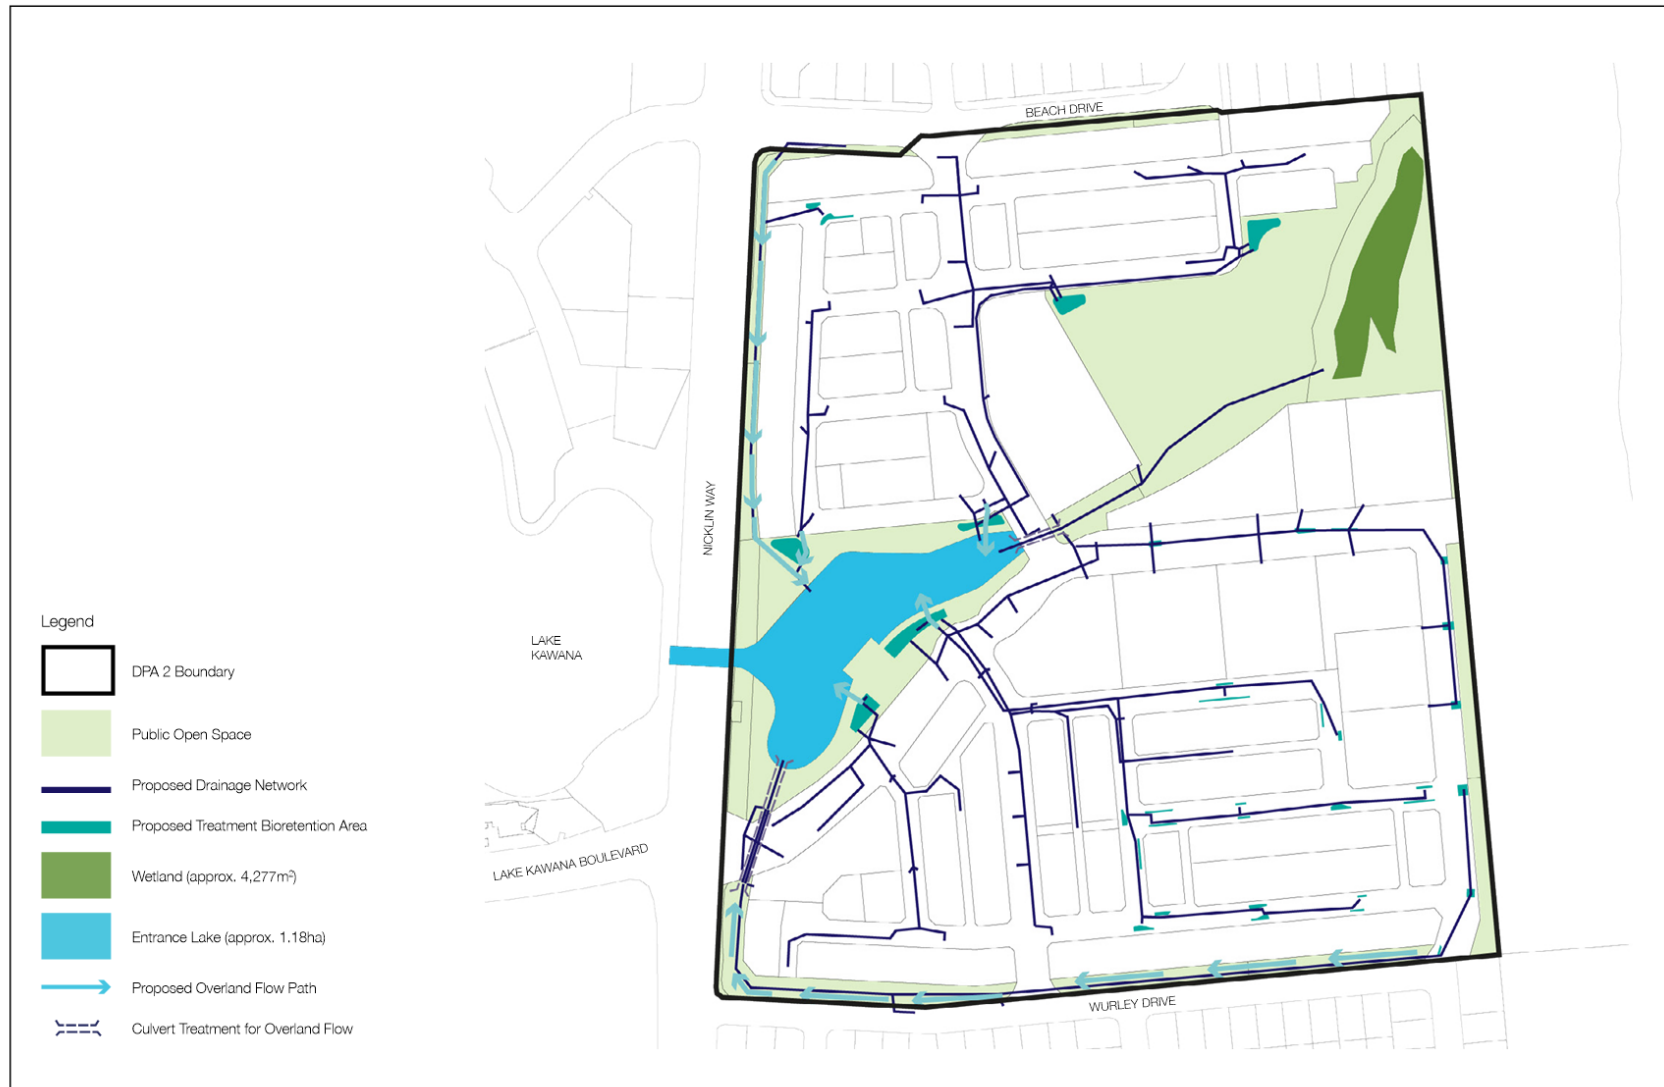 BEACH DRIVE
NICKLIN WAY
LAKE
KAWANA
LAKE KAWANA BOULEVARD
WURLEY DRIVE
Legend
DPA 2 Boundary
Public Open Space
Proposed Drainage Network
Proposed Treatment Bioretention Area
Wetland (approx. 4,277m²)
Entrance Lake (approx. 1.18ha)
Proposed Overland Flow Path
Culvert Treatment for Overland Flow